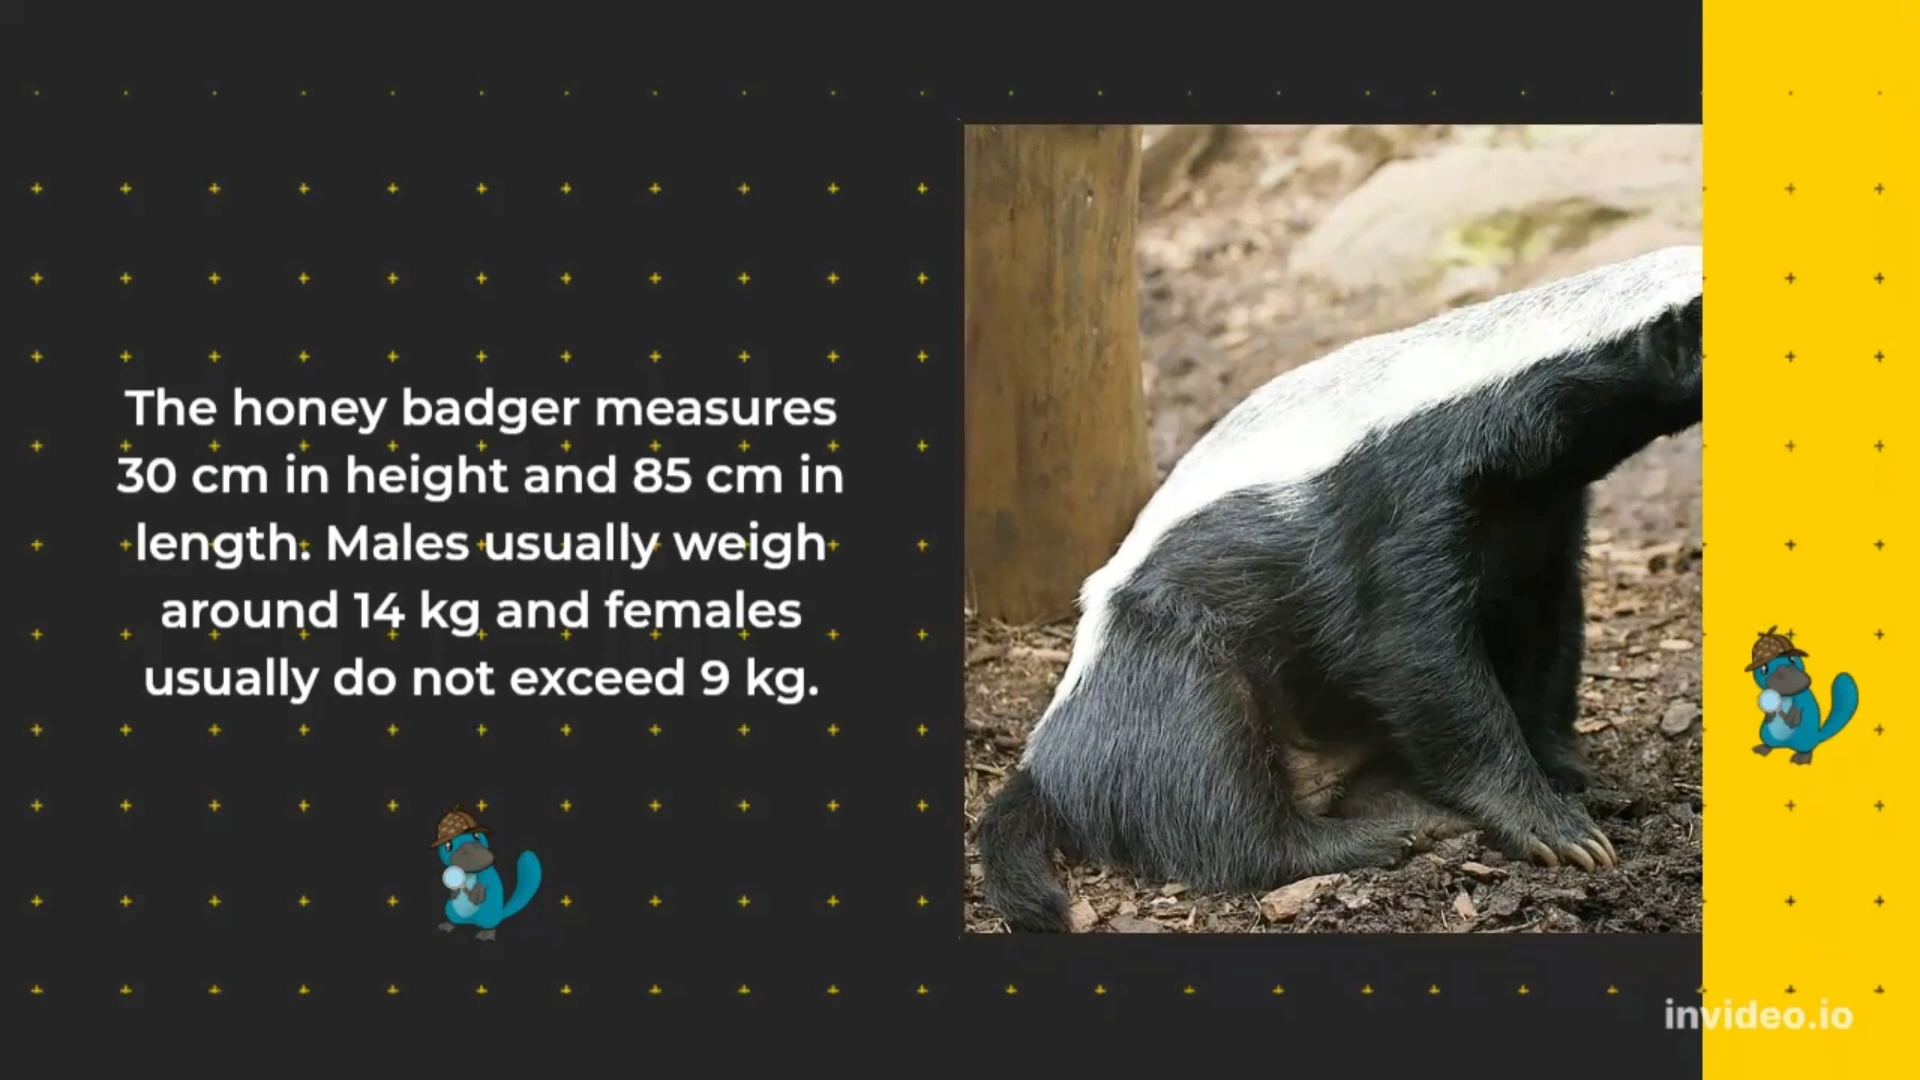 The honey badger measures
30 cm in height and 85 cm in
length. Males usually weigh
around 14 kg and females
usually do not exceed 9 kg.
invideo.io